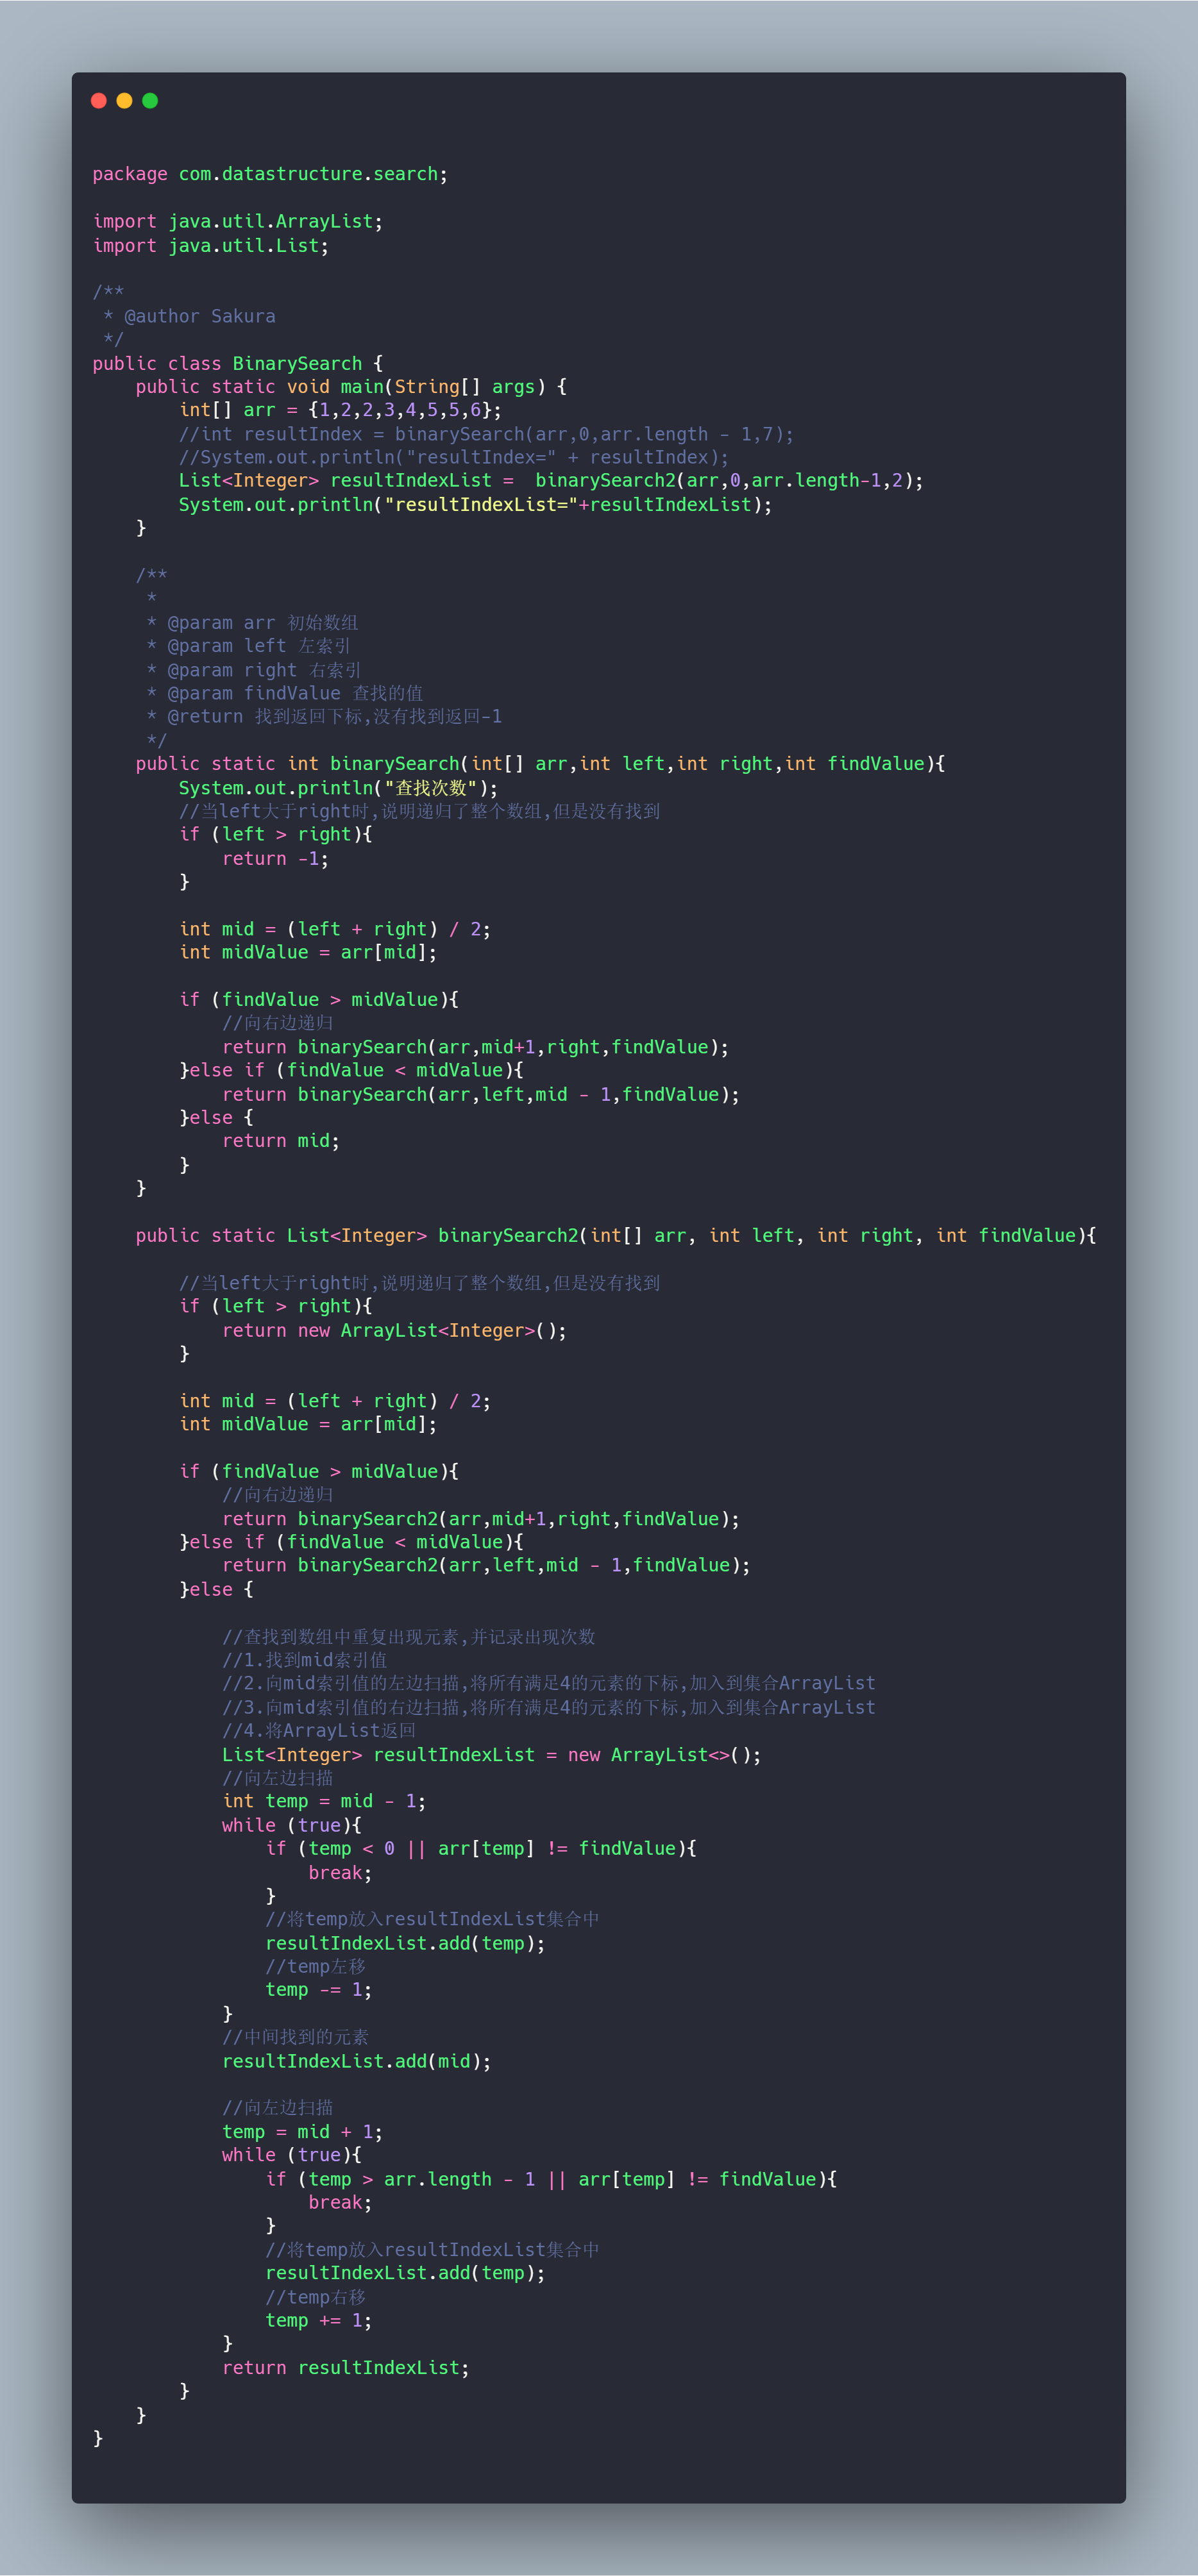 package com.datastructure.search;
import java.util.ArrayList;
import java.util.List;
/**
 * @author Sakura
 */
public class BinarySearch {
    public static void main(String[] args) {
        int[] arr = {1,2,2,3,4,5,5,6};
        //int resultIndex = binarySearch(arr,0,arr.length - 1,7);
        //System.out.println("resultIndex=" + resultIndex);
        List<Integer> resultIndexList =  binarySearch2(arr,0,arr.length-1,2);
        System.out.println("resultIndexList="+resultIndexList);
    }
    /**
     *
     * @param arr 初始数组
     * @param left 左索引
     * @param right 右索引
     * @param findValue 查找的值
     * @return 找到返回下标,没有找到返回-1
     */
    public static int binarySearch(int[] arr,int left,int right,int findValue){
        System.out.println("查找次数");
        //当left大于right时,说明递归了整个数组,但是没有找到
        if (left > right){
            return -1;
        }
        int mid = (left + right) / 2;
        int midValue = arr[mid];
        if (findValue > midValue){
            //向右边递归
            return binarySearch(arr,mid+1,right,findValue);
        }else if (findValue < midValue){
            return binarySearch(arr,left,mid - 1,findValue);
        }else {
            return mid;
        }
    }
    public static List<Integer> binarySearch2(int[] arr, int left, int right, int findValue){
        //当left大于right时,说明递归了整个数组,但是没有找到
        if (left > right){
            return new ArrayList<Integer>();
        }
        int mid = (left + right) / 2;
        int midValue = arr[mid];
        if (findValue > midValue){
            //向右边递归
            return binarySearch2(arr,mid+1,right,findValue);
        }else if (findValue < midValue){
            return binarySearch2(arr,left,mid - 1,findValue);
        }else {
            //查找到数组中重复出现元素,并记录出现次数
            //1.找到mid索引值
            //2.向mid索引值的左边扫描,将所有满足4的元素的下标,加入到集合ArrayList
            //3.向mid索引值的右边扫描,将所有满足4的元素的下标,加入到集合ArrayList
            //4.将ArrayList返回
            List<Integer> resultIndexList = new ArrayList<>();
            //向左边扫描
            int temp = mid - 1;
            while (true){
                if (temp < 0 || arr[temp] != findValue){
                    break;
                }
                //将temp放入resultIndexList集合中
                resultIndexList.add(temp);
                //temp左移
                temp -= 1;
            }
            //中间找到的元素
            resultIndexList.add(mid);
            //向左边扫描
            temp = mid + 1;
            while (true){
                if (temp > arr.length - 1 || arr[temp] != findValue){
                    break;
                }
                //将temp放入resultIndexList集合中
                resultIndexList.add(temp);
                //temp右移
                temp += 1;
            }
            return resultIndexList;
        }
    }
}